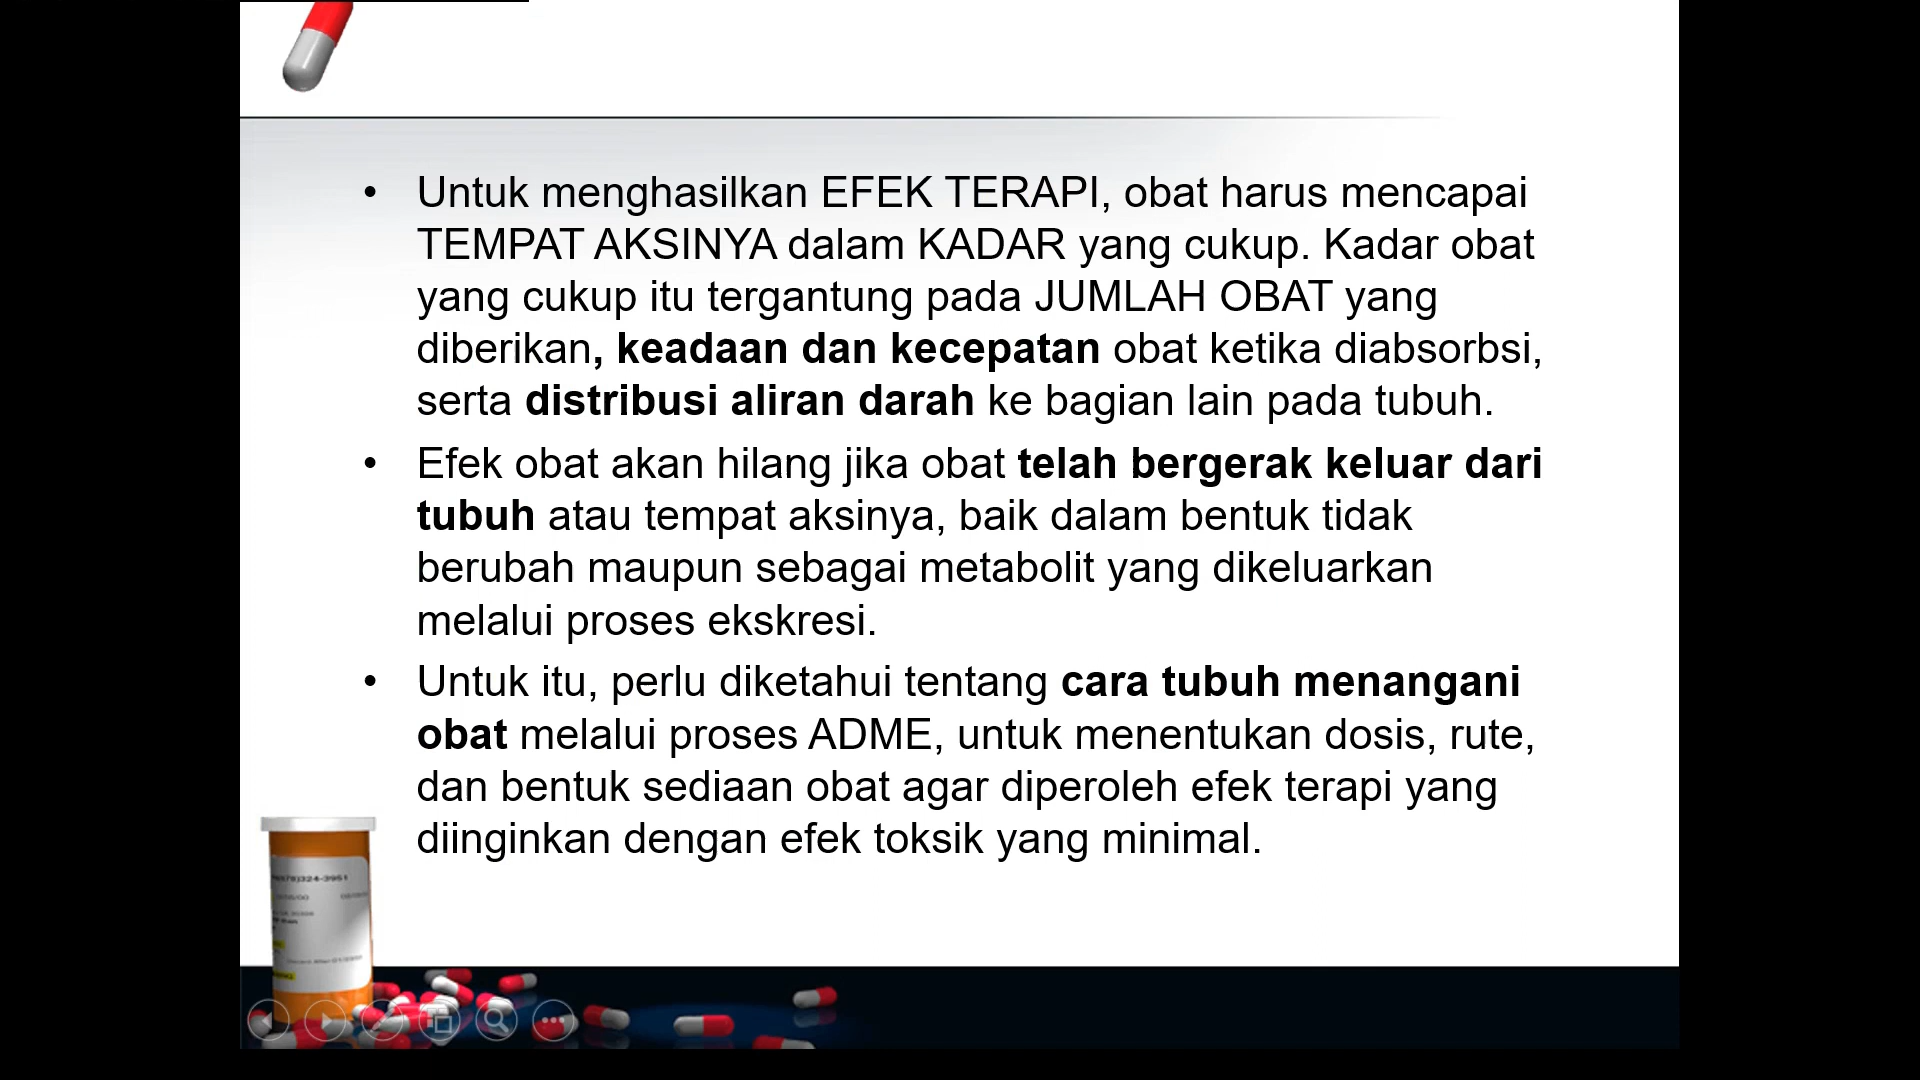 • Untuk menghasilkan EFEK TERAPI, obat harus mencapai
TEMPAT AKSINYA dalam KADAR yang cukup. Kadar obat
yang cukup itu tergantung pada JUMLAH OBAT yang
diberikan, keadaan dan kecepatan obat ketika diabsorbsi,
serta distribusi aliran darah ke bagian lain pada tubuh.
• Efek obat akan hilang jika obat telah bergerak keluar dari
tubuh atau tempat aksinya, baik dalam bentuk tidak
berubah maupun sebagai metabolit yang dikeluarkan
melalui proses ekskresi.
• Untuk itu, perlu diketahui tentang cara tubuh menangani
obat melalui proses ADME, untuk menentukan dosis, rute,
dan bentuk sediaan obat agar diperoleh efek terapi yang
diinginkan dengan efek toksik yang minimal.
324-3951